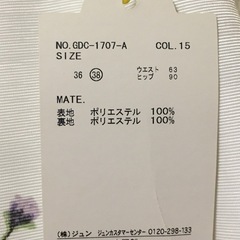 NO.GDC-1707-A COL.15
SIZE
36 38 ウエスト 63
ヒップ 90
MATE.
表地 ポリエステル 100%
裏地 ポリエステル 100%
(株)ジュン ジュンカスタマーセンター 0120-298-133